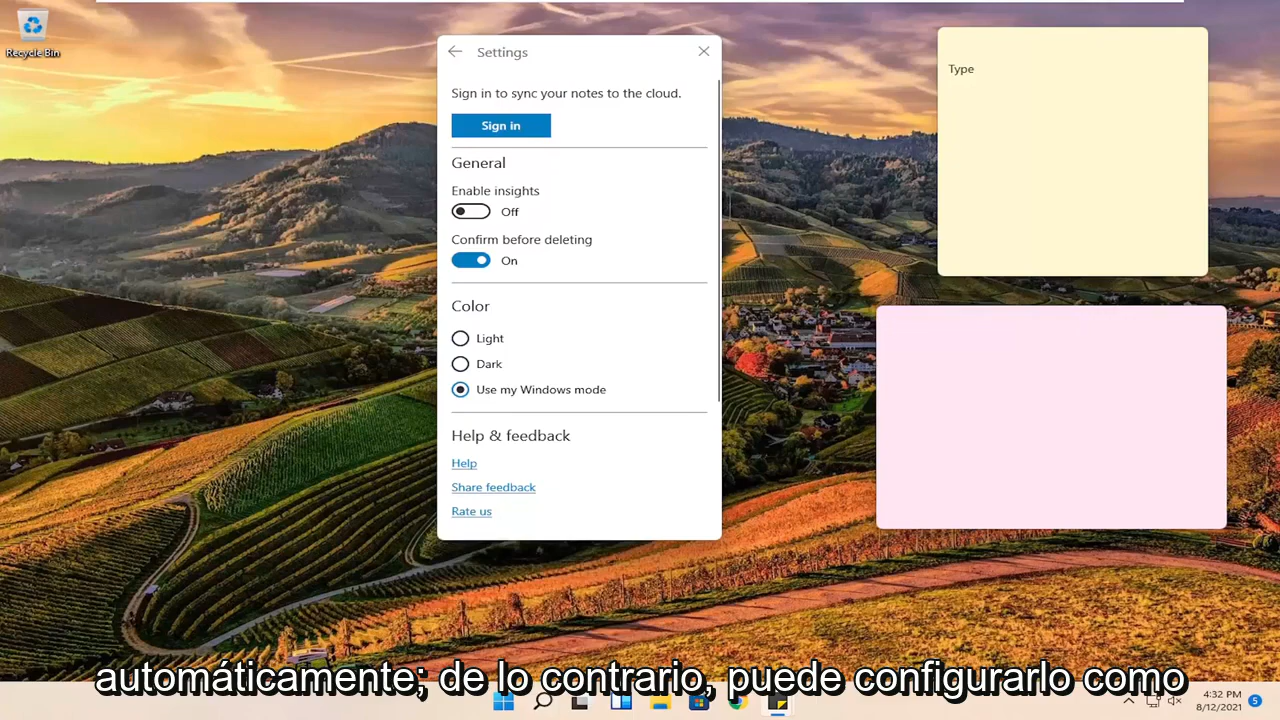 Recycle Bin
Settings
Sign in to sync your notes to the cloud.
Sign in
General
Enable insights
Off
Confirm before deleting
On
Color
Light
Dark
Use my Windows mode
Help & feedback
Help
Share feedback
Rate us
Type
automáticamente; de lo contrario, puede configurarlo como
4:32 PM
8/12/2021
5